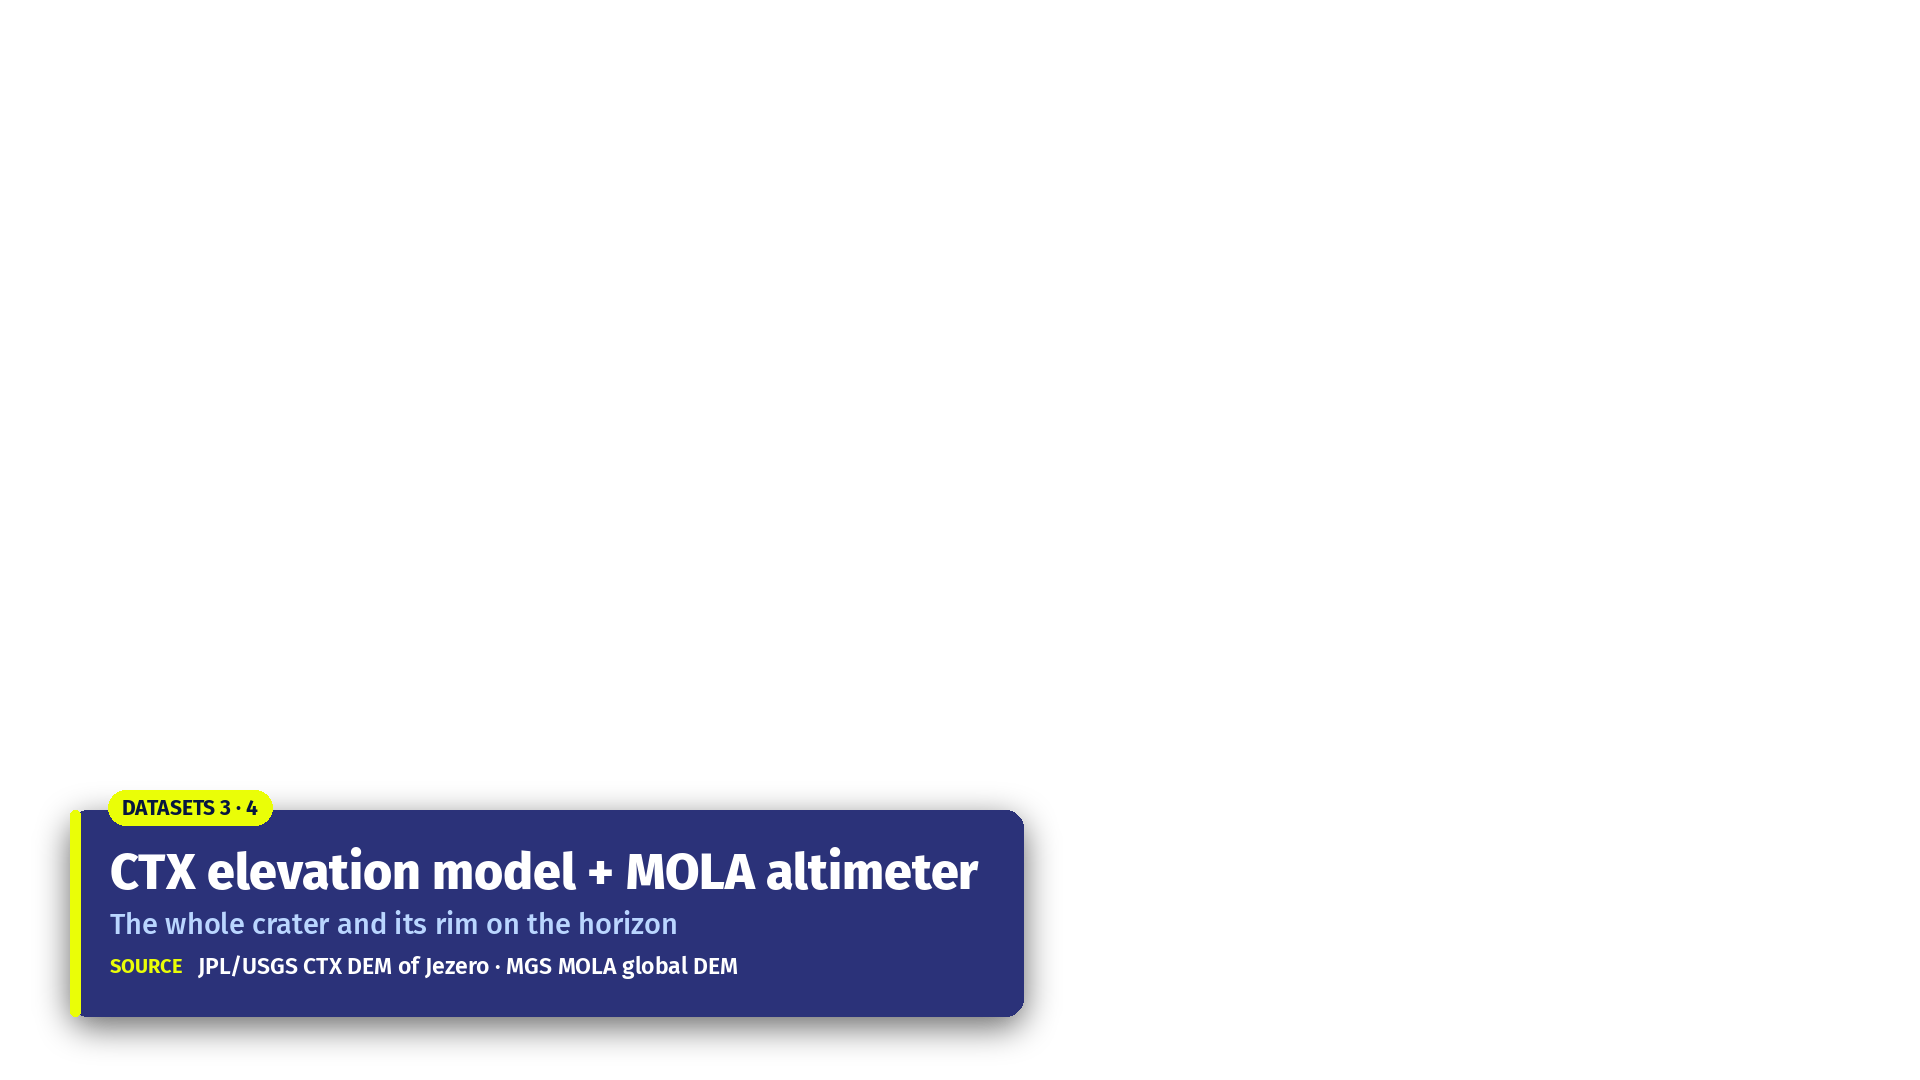 DATASETS 3 · 4
CTX elevation model + MOLA altimeter
The whole crater and its rim on the horizon
SOURCE JPL/USGS CTX DEM of Jezero · MGS MOLA global DEM